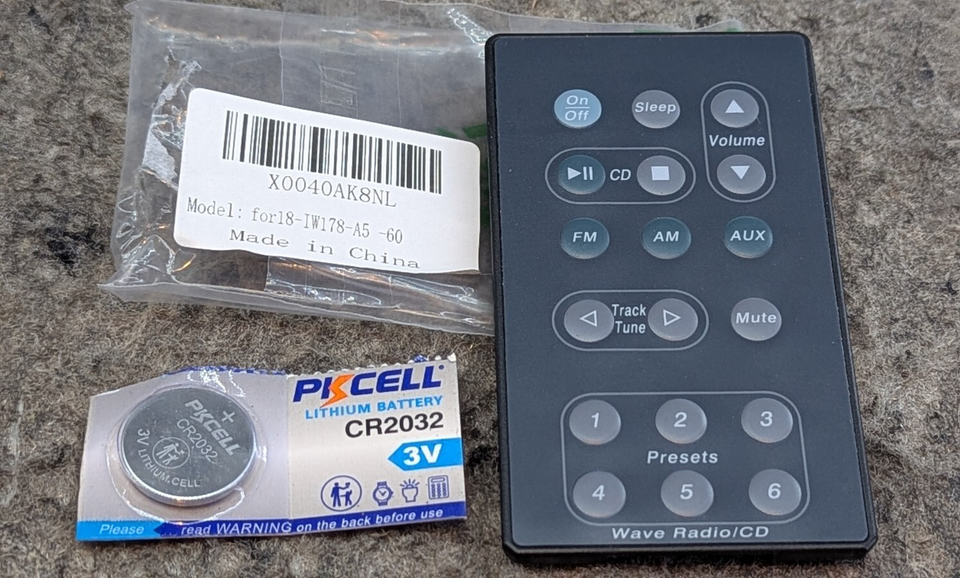 X0040AK8NL
Model: for18-IW178-A5 -60
Made in China
PKCELL
LITHIUM BATTERY
CR2032
3V
Please read WARNING on the back before use
+
PKCELL
CR2032
3V
LITHIUM CELL
On
Off
Sleep
Volume
CD
FM
AM
AUX
Track
Tune
Mute
1 2 3
Presets
4 5 6
Wave Radio/CD